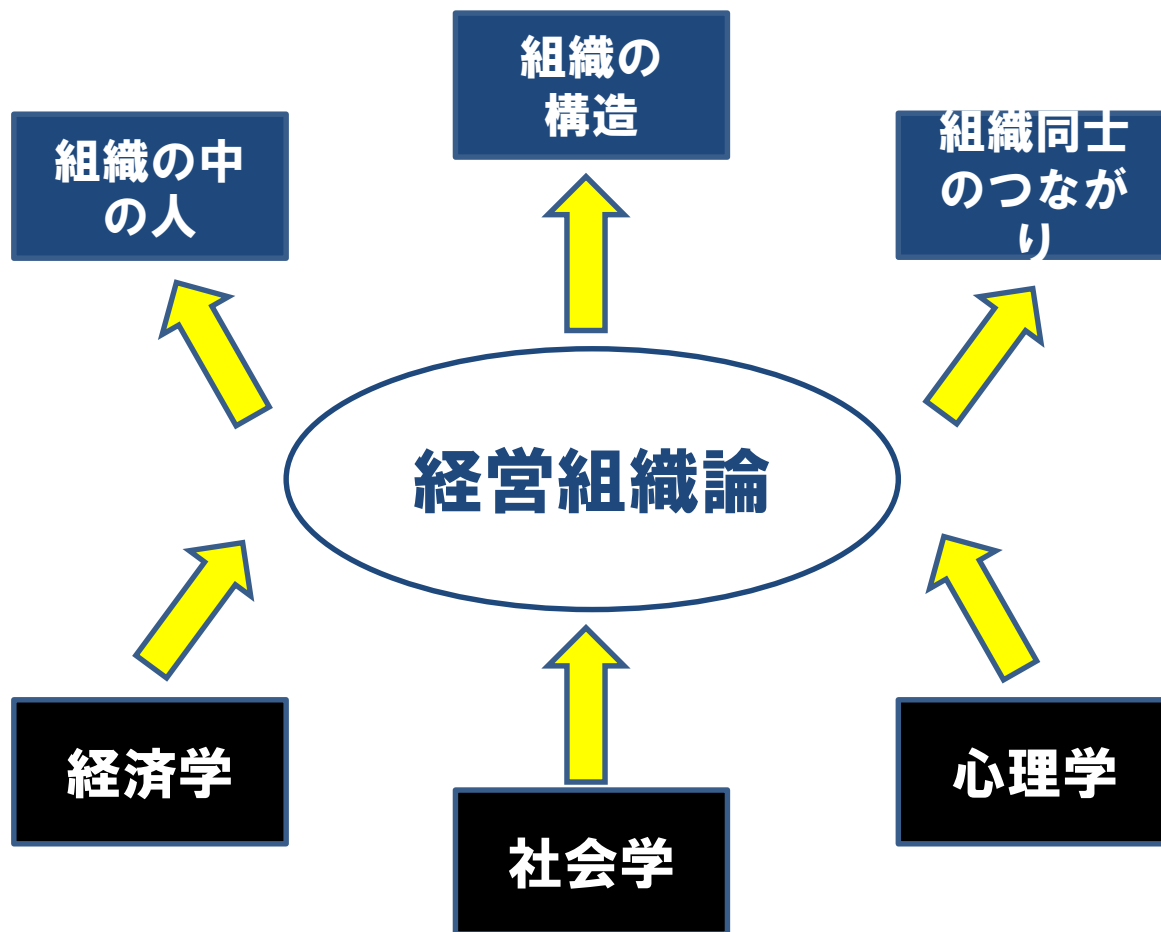 組織の
構造
組織の中
の人
組織同士
のつなが
り
経営組織論
経済学
心理学
社会学